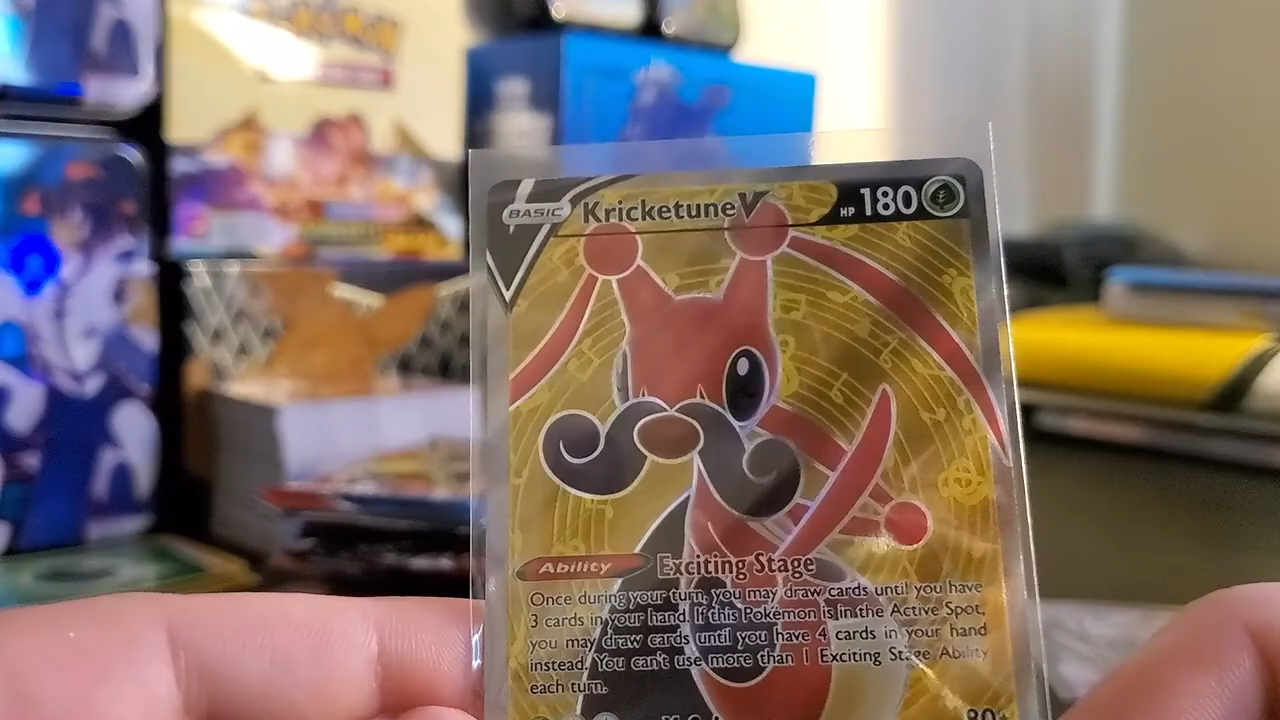 BASIC Kricketune V HP 180
Ability Exciting Stage
Once during your turn, you may draw cards until you have
3 cards in your hand. If this Pokémon is in the Active Spot,
you may draw cards until you have 4 cards in your hand
instead. You can't use more than 1 Exciting Stage Ability
each turn.
80+